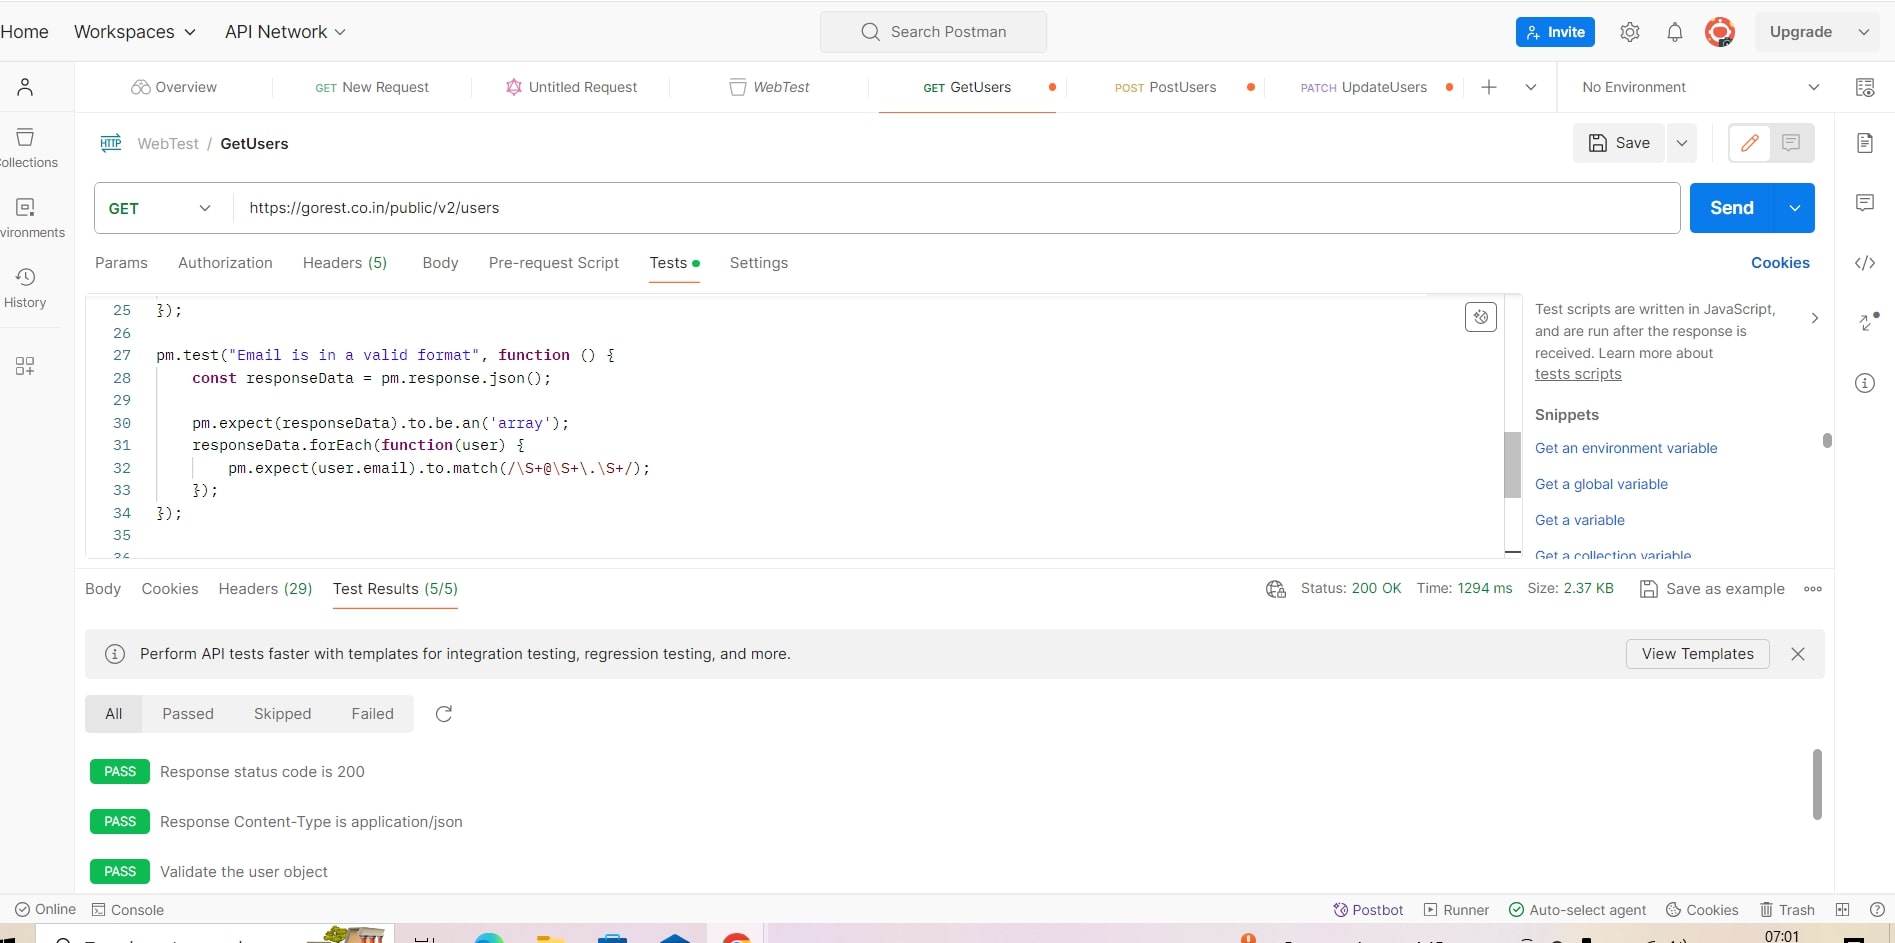 Home Workspaces API Network Search Postman Invite Upgrade
Overview GET New Request Untitled Request WebTest GET GetUsers POST PostUsers PATCH UpdateUsers No Environment
HTTP WebTest / GetUsers Save
ollections
vironments
History
GET https://gorest.co.in/public/v2/users Send
Params Authorization Headers (5) Body Pre-request Script Tests Settings Cookies
25 });
26
27 pm.test("Email is in a valid format", function () {
28 const responseData = pm.response.json();
29
30 pm.expect(responseData).to.be.an('array');
31 responseData.forEach(function(user) {
32 pm.expect(user.email).to.match(/\S+@\S+\.\S+/);
33 });
34 });
35
36
Test scripts are written in JavaScript,
and are run after the response is
received. Learn more about
tests scripts
Snippets
Get an environment variable
Get a global variable
Get a variable
Get a collection variable
Body Cookies Headers (29) Test Results (5/5) Status: 200 OK Time: 1294 ms Size: 2.37 KB Save as example
Perform API tests faster with templates for integration testing, regression testing, and more. View Templates
All Passed Skipped Failed
PASS Response status code is 200
PASS Response Content-Type is application/json
PASS Validate the user object
Online Console Postbot Runner Auto-select agent Cookies Trash
07:01